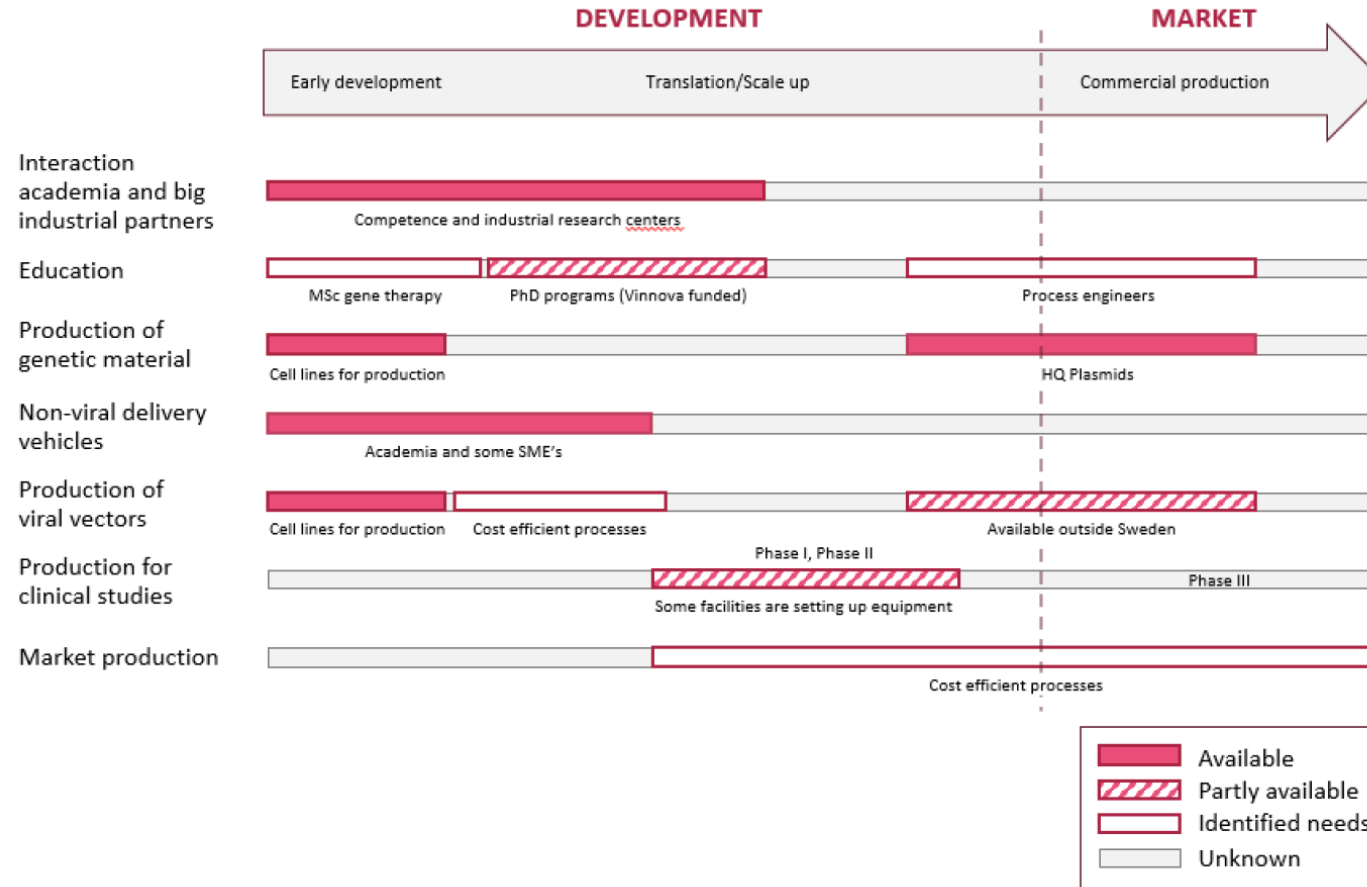 DEVELOPMENT
MARKET
Early development
Translation/Scale up
Commercial production
Interaction
academia and big
industrial partners
Competence and industrial research centers
Education
MSc gene therapy
PhD programs (Vinnova funded)
Process engineers
Production of
genetic material
Cell lines for production
HQ Plasmids
Non-viral delivery
vehicles
Academia and some SME's
Production of
viral vectors
Cell lines for production
Cost efficient processes
Available outside Sweden
Production for
clinical studies
Phase I, Phase II
Phase III
Some facilities are setting up equipment
Market production
Cost efficient processes
Available
Partly available
Identified needs
Unknown